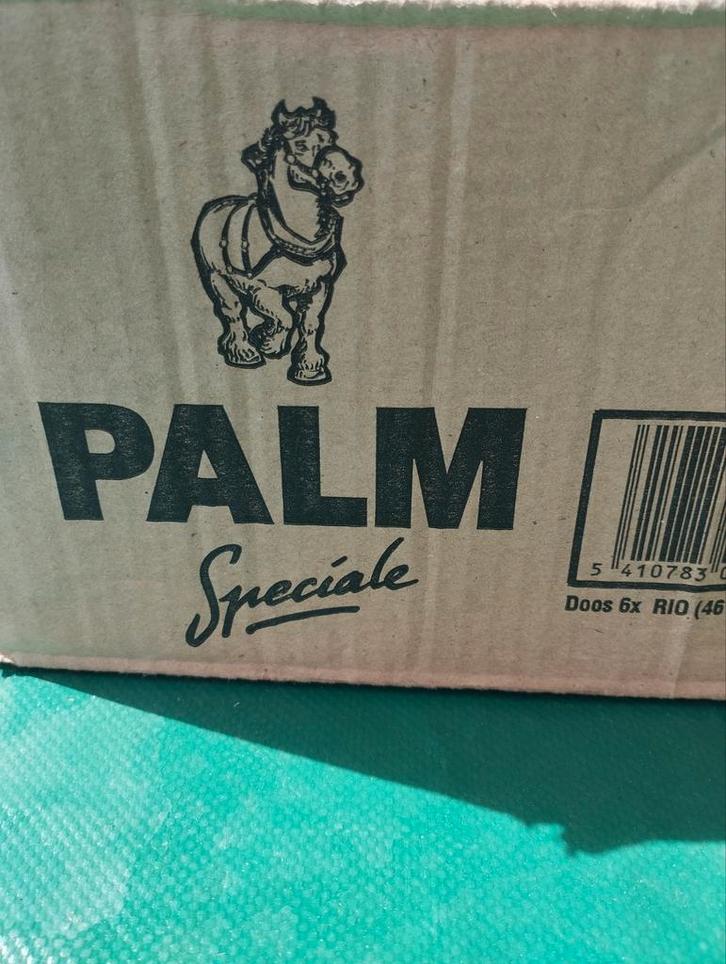 PALM
Speciale
5 410783
Doos 6x RIO (46